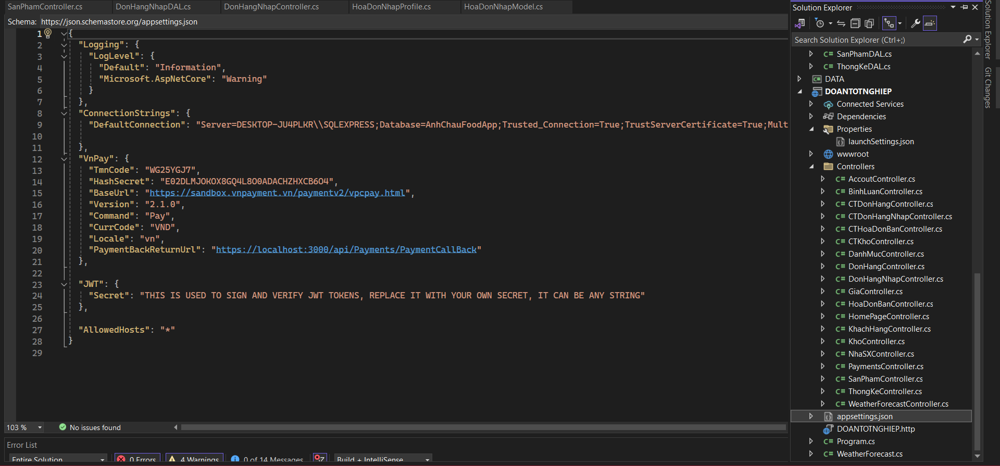 SanPhamController.cs
DonHangNhapDAL.cs
DonHangNhapController.cs
HoaDonNhapProfile.cs
HoaDonNhapModel.cs
Schema: https://json.schemastore.org/appsettings.json
1 {
2 "Logging": {
3 "LogLevel": {
4 "Default": "Information",
5 "Microsoft.AspNetCore": "Warning"
6 }
7 },
8 "ConnectionStrings": {
9 "DefaultConnection": "Server=DESKTOP-JU4PLKR\\SQLEXPRESS;Database=AnhChauFoodApp;Trusted_Connection=True;TrustServerCertificate=True;Mult
10
11 },
12 "VnPay": {
13 "TmnCode": "WG25YGJ7",
14 "HashSecret": "E02DLMJOKOX8GQ4L8O0ADACHZHXCB6O4",
15 "BaseUrl": "https://sandbox.vnpayment.vn/paymentv2/vpcpay.html",
16 "Version": "2.1.0",
17 "Command": "Pay",
18 "CurrCode": "VND",
19 "Locale": "vn",
20 "PaymentBackReturnUrl": "https://localhost:3000/api/Payments/PaymentCallBack"
21 },
22
23 "JWT": {
24 "Secret": "THIS IS USED TO SIGN AND VERIFY JWT TOKENS, REPLACE IT WITH YOUR OWN SECRET, IT CAN BE ANY STRING"
25 },
26
27 "AllowedHosts": "*"
28 }
29
103 %
No issues found
Error List
Entire Solution
0 Errors
4 Warnings
0 of 14 Messages
Build + IntelliSense
Solution Explorer
Search Solution Explorer (Ctrl+;)
C# SanPhamDAL.cs
C# ThongKeDAL.cs
C# DATA
DOANTOTNGHIEP
Connected Services
Dependencies
Properties
launchSettings.json
wwwroot
Controllers
C# AccoutController.cs
C# BinhLuanController.cs
C# CTDonHangController.cs
C# CTDonHangNhapController.cs
C# CTHoaDonBanController.cs
C# CTKhoController.cs
C# DanhMucController.cs
C# DonHangController.cs
C# DonHangNhapController.cs
C# GiaController.cs
C# HoaDonBanController.cs
C# HomePageController.cs
C# KhachHangController.cs
C# KhoController.cs
C# NhaSXController.cs
C# PaymentsController.cs
C# SanPhamController.cs
C# ThongKeController.cs
C# WeatherForecastController.cs
appsettings.json
DOANTOTNGHIEP.http
C# Program.cs
C# WeatherForecast.cs
Solution Explorer
Git Changes